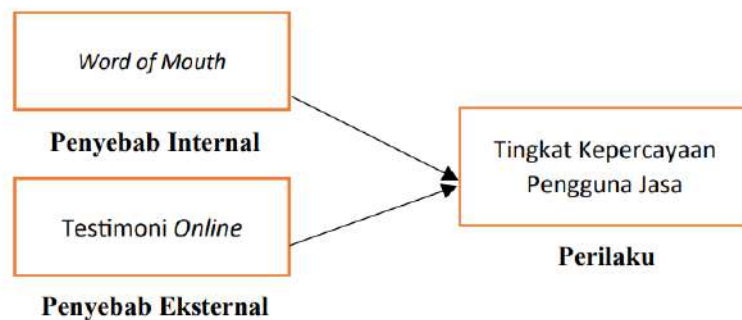 Word of Mouth
Penyebab Internal
Testimoni Online
Penyebab Eksternal
Tingkat Kepercayaan
Pengguna Jasa
Perilaku